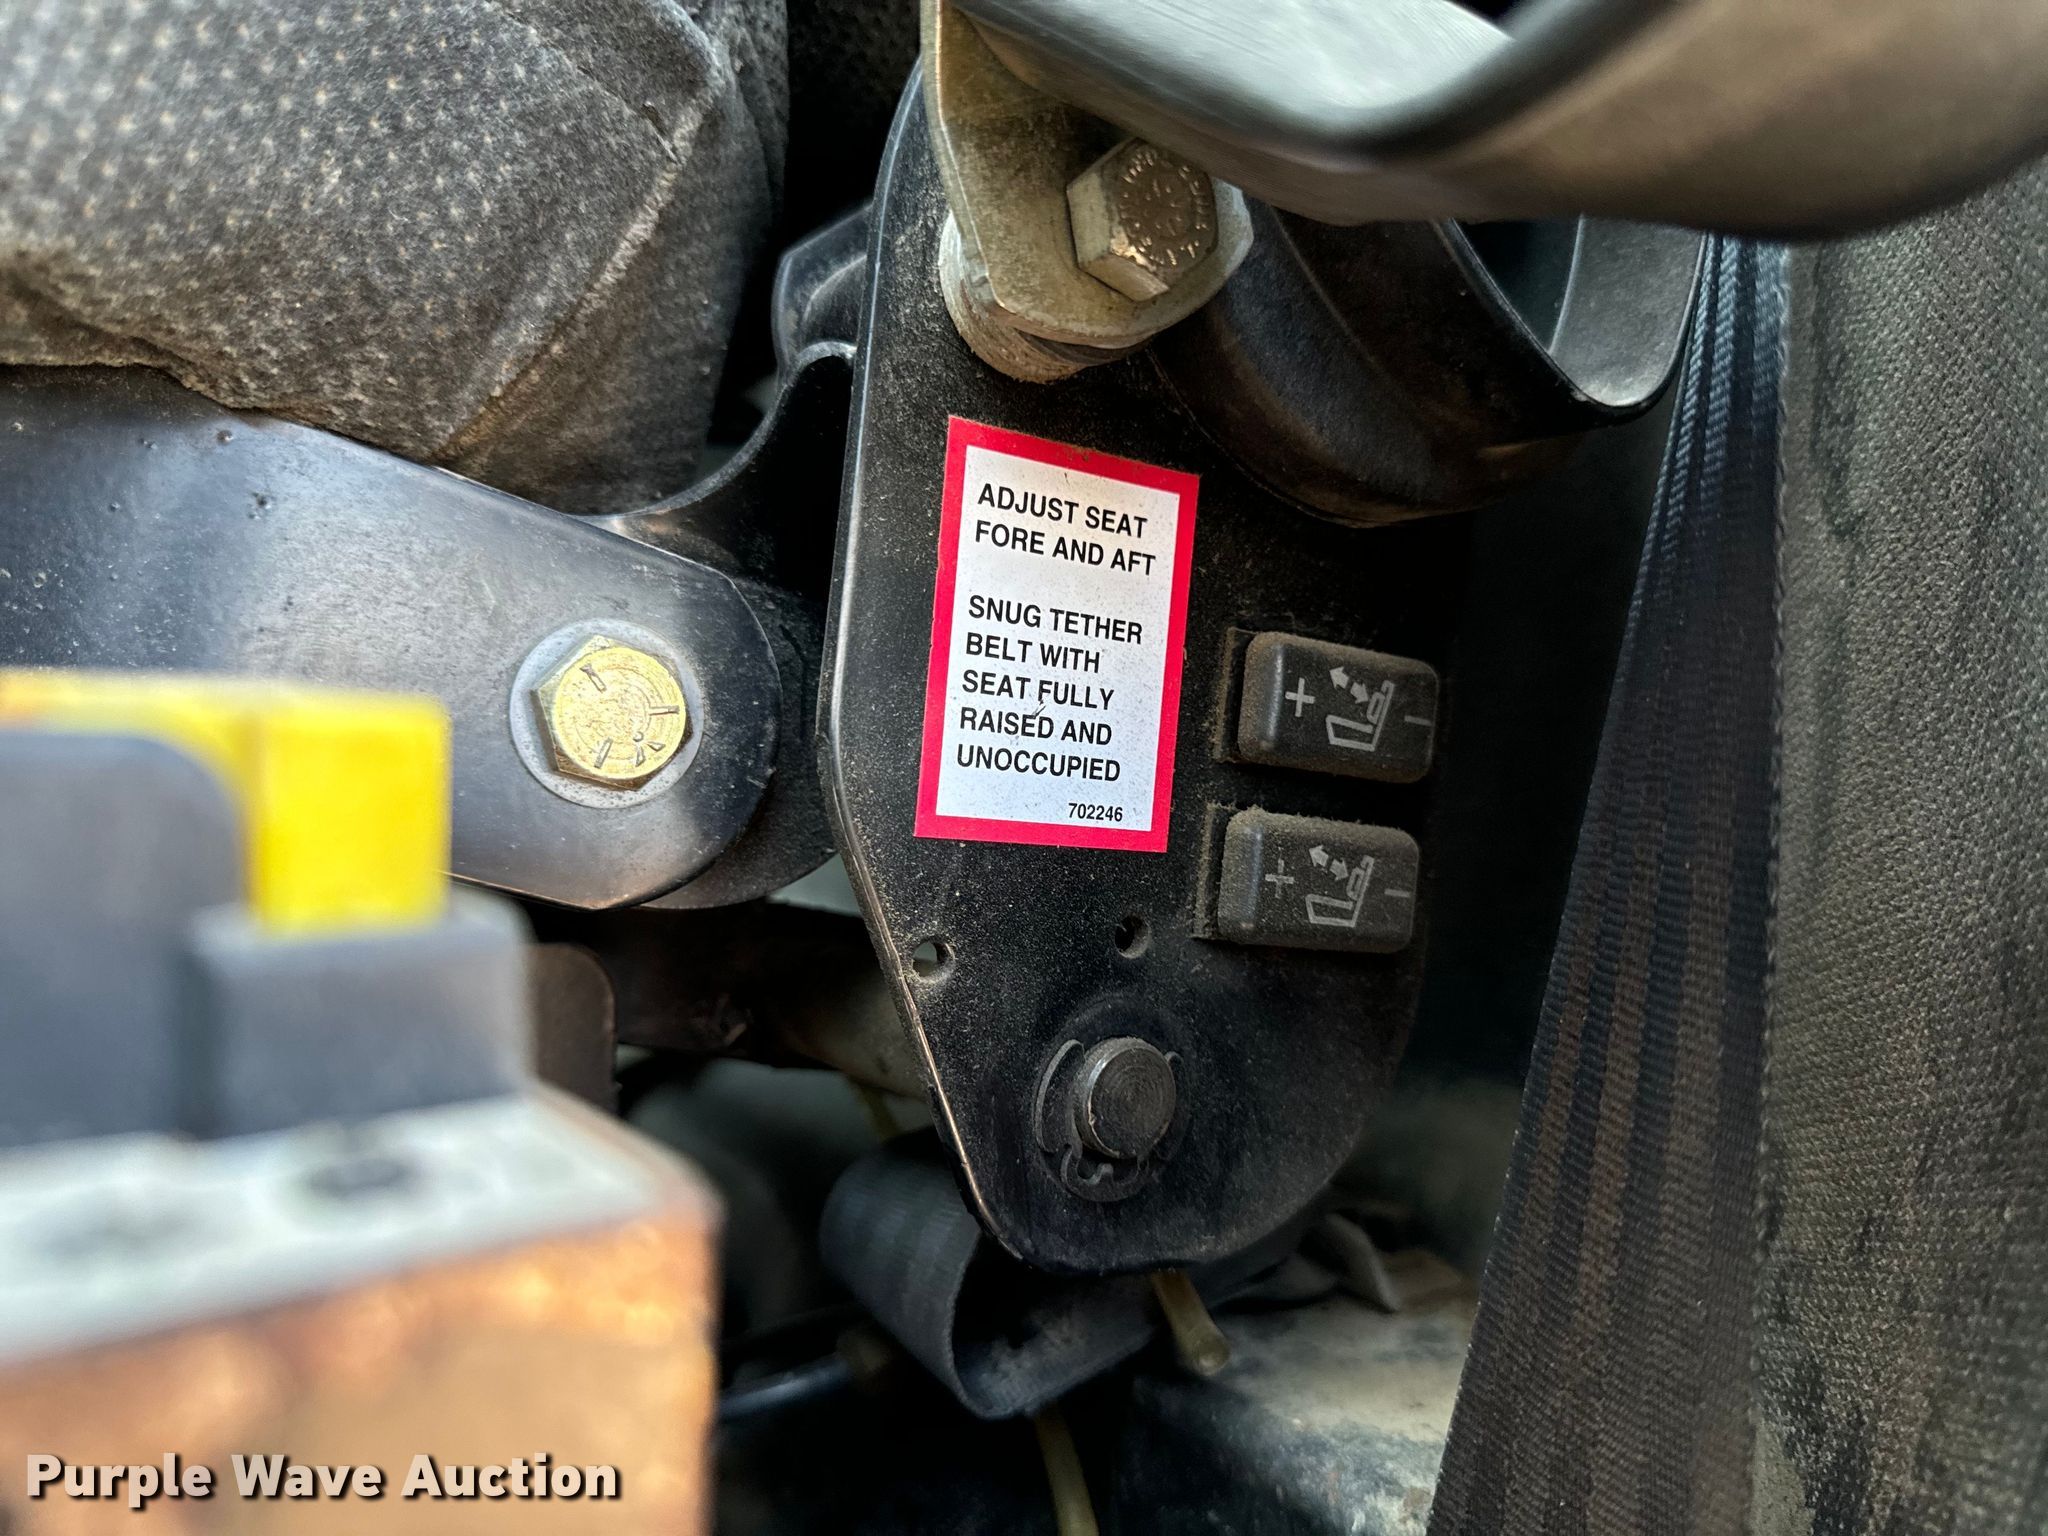 ADJUST SEAT
FORE AND AFT
SNUG TETHER
BELT WITH
SEAT FULLY
RAISED AND
UNOCCUPIED
702246
+ −
+ −
Purple Wave Auction